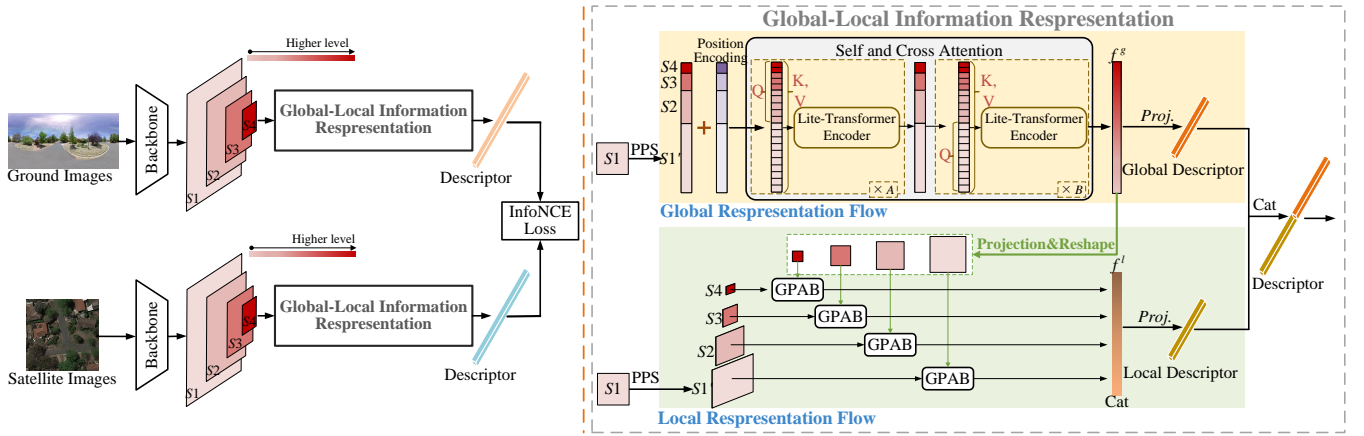 Higher level
Ground Images
Backbone
S1
S2
S3
S4
Global-Local Information
Respresentation
Descriptor
InfoNCE
Loss
Higher level
Satellite Images
Backbone
S1
S2
S3
S4
Global-Local Information
Respresentation
Descriptor
Global-Local Information Respresentation
Position
Encoding
Self and Cross Attention
f^g
S4
S3
S2
S1'
S1
PPS
+
Q
K,
V
Lite-Transformer
Encoder
× A
Q
K,
V
Lite-Transformer
Encoder
× B
Proj.
Global Descriptor
Global Respresentation Flow
Cat
Descriptor
Projection&Reshape
f^l
S4
GPAB
S3
GPAB
S2
GPAB
S1
PPS
S1'
GPAB
Proj.
Local Descriptor
Cat
Local Respresentation Flow